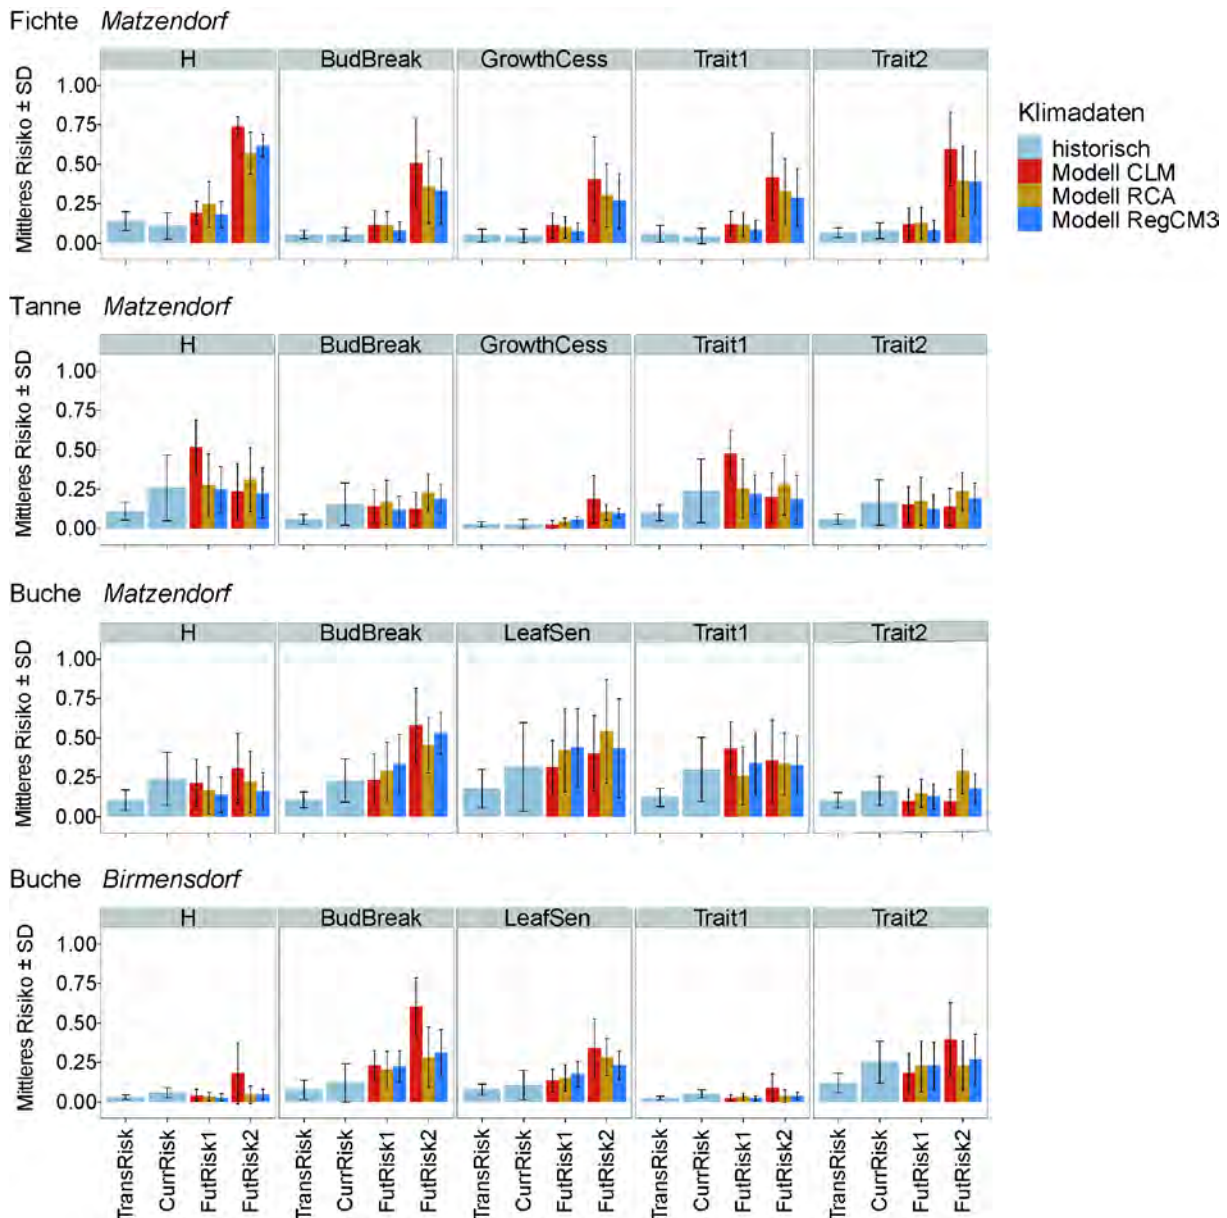 Fichte Matzendorf
H BudBreak GrowthCess Trait1 Trait2
Mittleres Risiko ± SD
1.00
0.75
0.50
0.25
0.00
Klimadaten
historisch
Modell CLM
Modell RCA
Modell RegCM3
Tanne Matzendorf
H BudBreak GrowthCess Trait1 Trait2
Mittleres Risiko ± SD
1.00
0.75
0.50
0.25
0.00
Buche Matzendorf
H BudBreak LeafSen Trait1 Trait2
Mittleres Risiko ± SD
1.00
0.75
0.50
0.25
0.00
Buche Birmensdorf
H BudBreak LeafSen Trait1 Trait2
Mittleres Risiko ± SD
1.00
0.75
0.50
0.25
0.00
TransRisk
CurrRisk
FutRisk1
FutRisk2
TransRisk
CurrRisk
FutRisk1
FutRisk2
TransRisk
CurrRisk
FutRisk1
FutRisk2
TransRisk
CurrRisk
FutRisk1
FutRisk2
TransRisk
CurrRisk
FutRisk1
FutRisk2